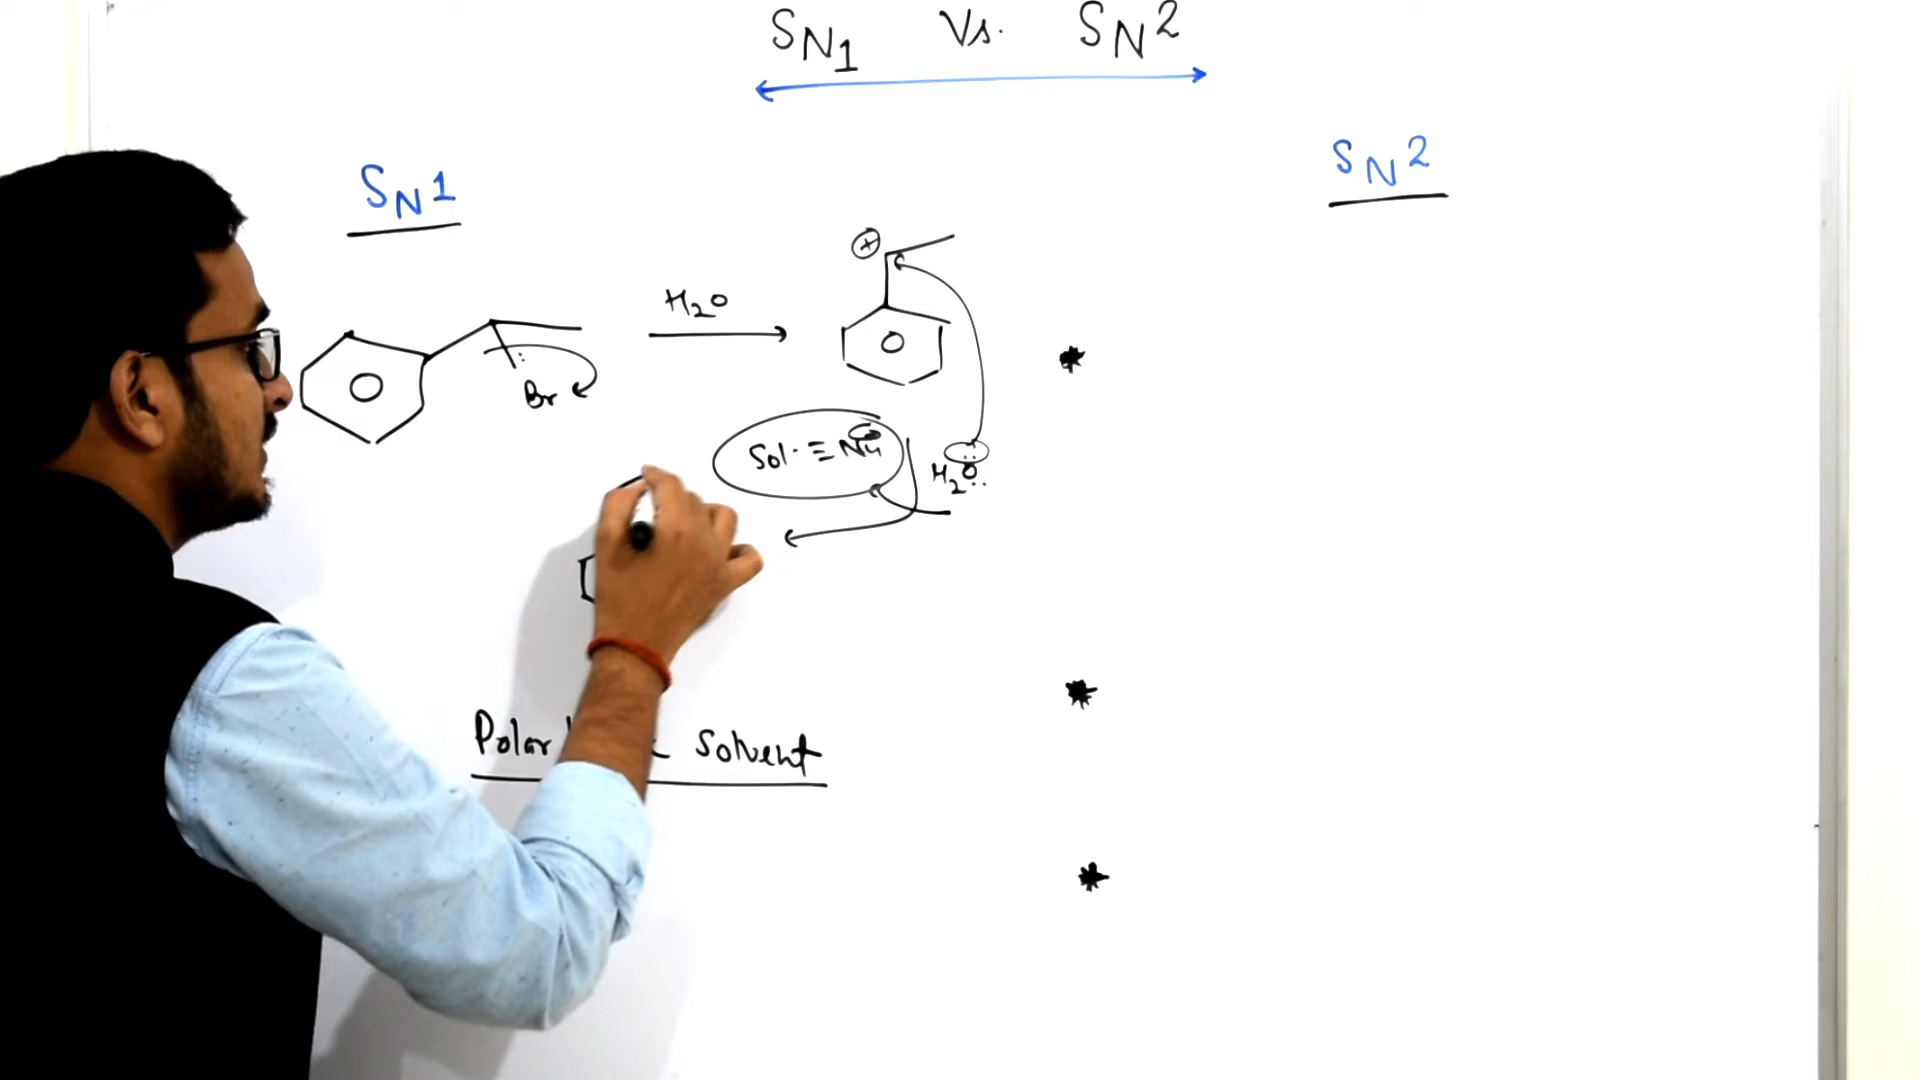 SN1 Vs. SN2
SN1
SN2
H2O
⊕
Br
Sol. ≡ Nu
H2O
Polar solvent